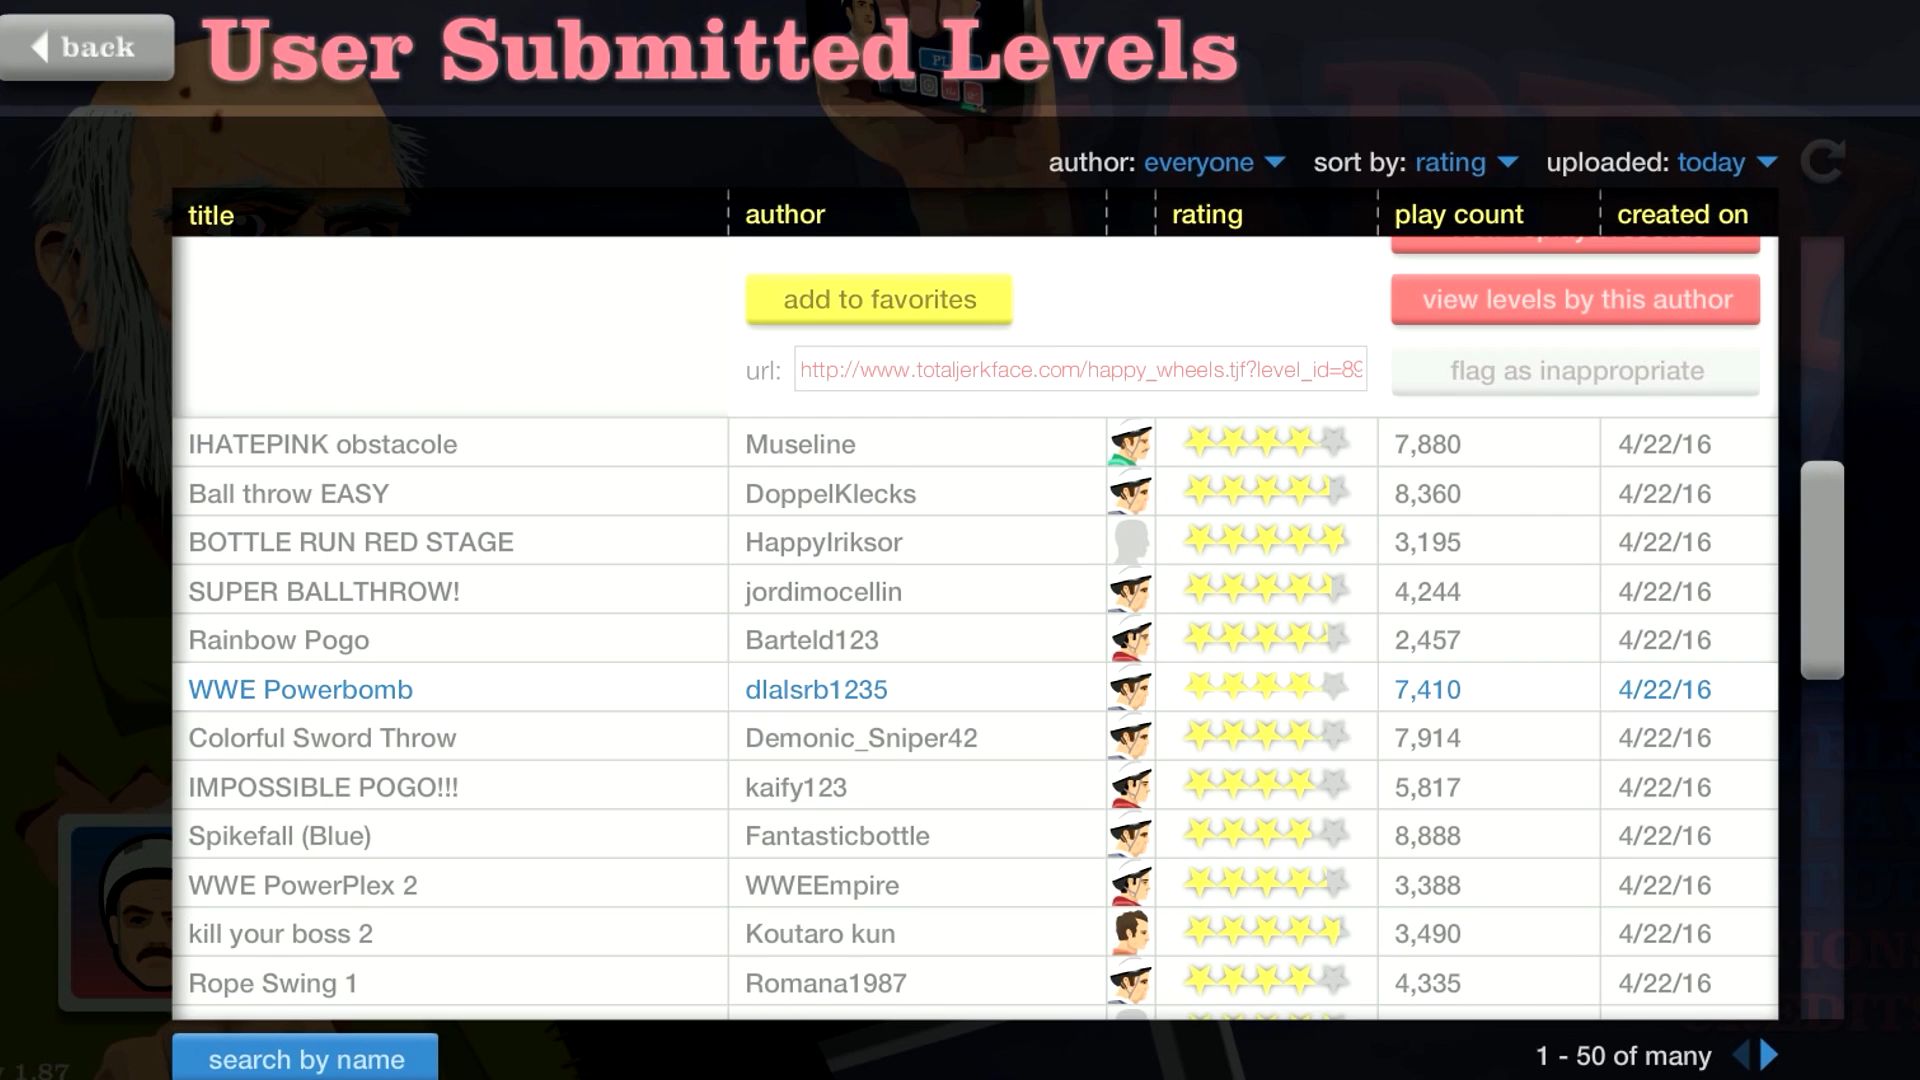 back
User Submitted Levels
author: everyone sort by: rating uploaded: today
title author rating play count created on
add to favorites view levels by this author
url: http://www.totaljerkface.com/happy_wheels.tjf?level_id=89 flag as inappropriate
IHATEPINK obstacole Museline 7,880 4/22/16
Ball throw EASY DoppelKlecks 8,360 4/22/16
BOTTLE RUN RED STAGE HappyIriksor 3,195 4/22/16
SUPER BALLTHROW! jordimocellin 4,244 4/22/16
Rainbow Pogo Barteld123 2,457 4/22/16
WWE Powerbomb dlalsrb1235 7,410 4/22/16
Colorful Sword Throw Demonic_Sniper42 7,914 4/22/16
IMPOSSIBLE POGO!!! kaify123 5,817 4/22/16
Spikefall (Blue) Fantasticbottle 8,888 4/22/16
WWE PowerPlex 2 WWEEmpire 3,388 4/22/16
kill your boss 2 Koutaro kun 3,490 4/22/16
Rope Swing 1 Romana1987 4,335 4/22/16
search by name 1 - 50 of many
1.87